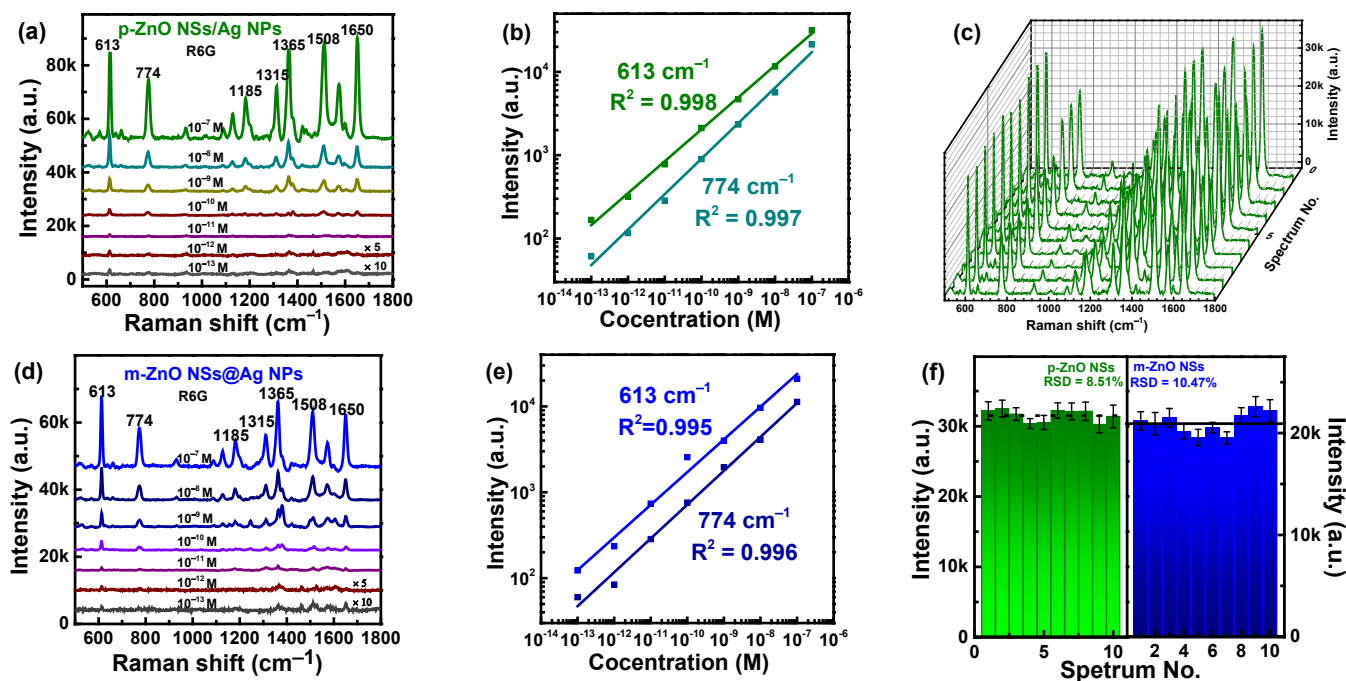 (a)
p-ZnO NSs/Ag NPs
R6G
613
774
1185
1315
1365
1508
1650
10⁻⁷ M
10⁻⁸ M
10⁻⁹ M
10⁻¹⁰ M
10⁻¹¹ M
10⁻¹² M
× 5
10⁻¹³ M
× 10
80k
60k
40k
20k
0
Intensity (a.u.)
600 800 1000 1200 1400 1600 1800
Raman shift (cm⁻¹)
(b)
613 cm⁻¹
R² = 0.998
774 cm⁻¹
R² = 0.997
10⁴
10³
10²
Intensity (a.u.)
10⁻¹⁴ 10⁻¹³ 10⁻¹² 10⁻¹¹ 10⁻¹⁰ 10⁻⁹ 10⁻⁸ 10⁻⁷ 10⁻⁶
Cocentration (M)
(c)
600 800 1000 1200 1400 1600 1800
30k
20k
10k
0
Intensity (a.u.)
0
5
Spectrum No.
600 800 1000 1200 1400 1600 1800
Raman shift (cm⁻¹)
(d)
m-ZnO NSs@Ag NPs
R6G
613
774
1185
1315
1365
1508
1650
10⁻⁷ M
10⁻⁸ M
10⁻⁹ M
10⁻¹⁰ M
10⁻¹¹ M
10⁻¹² M
× 5
10⁻¹³ M
× 10
60k
40k
20k
0
Intensity (a.u.)
600 800 1000 1200 1400 1600 1800
Raman shift (cm⁻¹)
(e)
613 cm⁻¹
R²=0.995
774 cm⁻¹
R² = 0.996
10⁴
10³
10²
Intensity (a.u.)
10⁻¹⁴ 10⁻¹³ 10⁻¹² 10⁻¹¹ 10⁻¹⁰ 10⁻⁹ 10⁻⁸ 10⁻⁷ 10⁻⁶
Cocentration (M)
(f)
p-ZnO NSs
RSD = 8.51%
m-ZnO NSs
RSD = 10.47%
30k
20k
10k
0
Intensity (a.u.)
20k
10k
0
Intensity (a.u.)
0 5 10 2 4 6 8 10
Spetrum No.